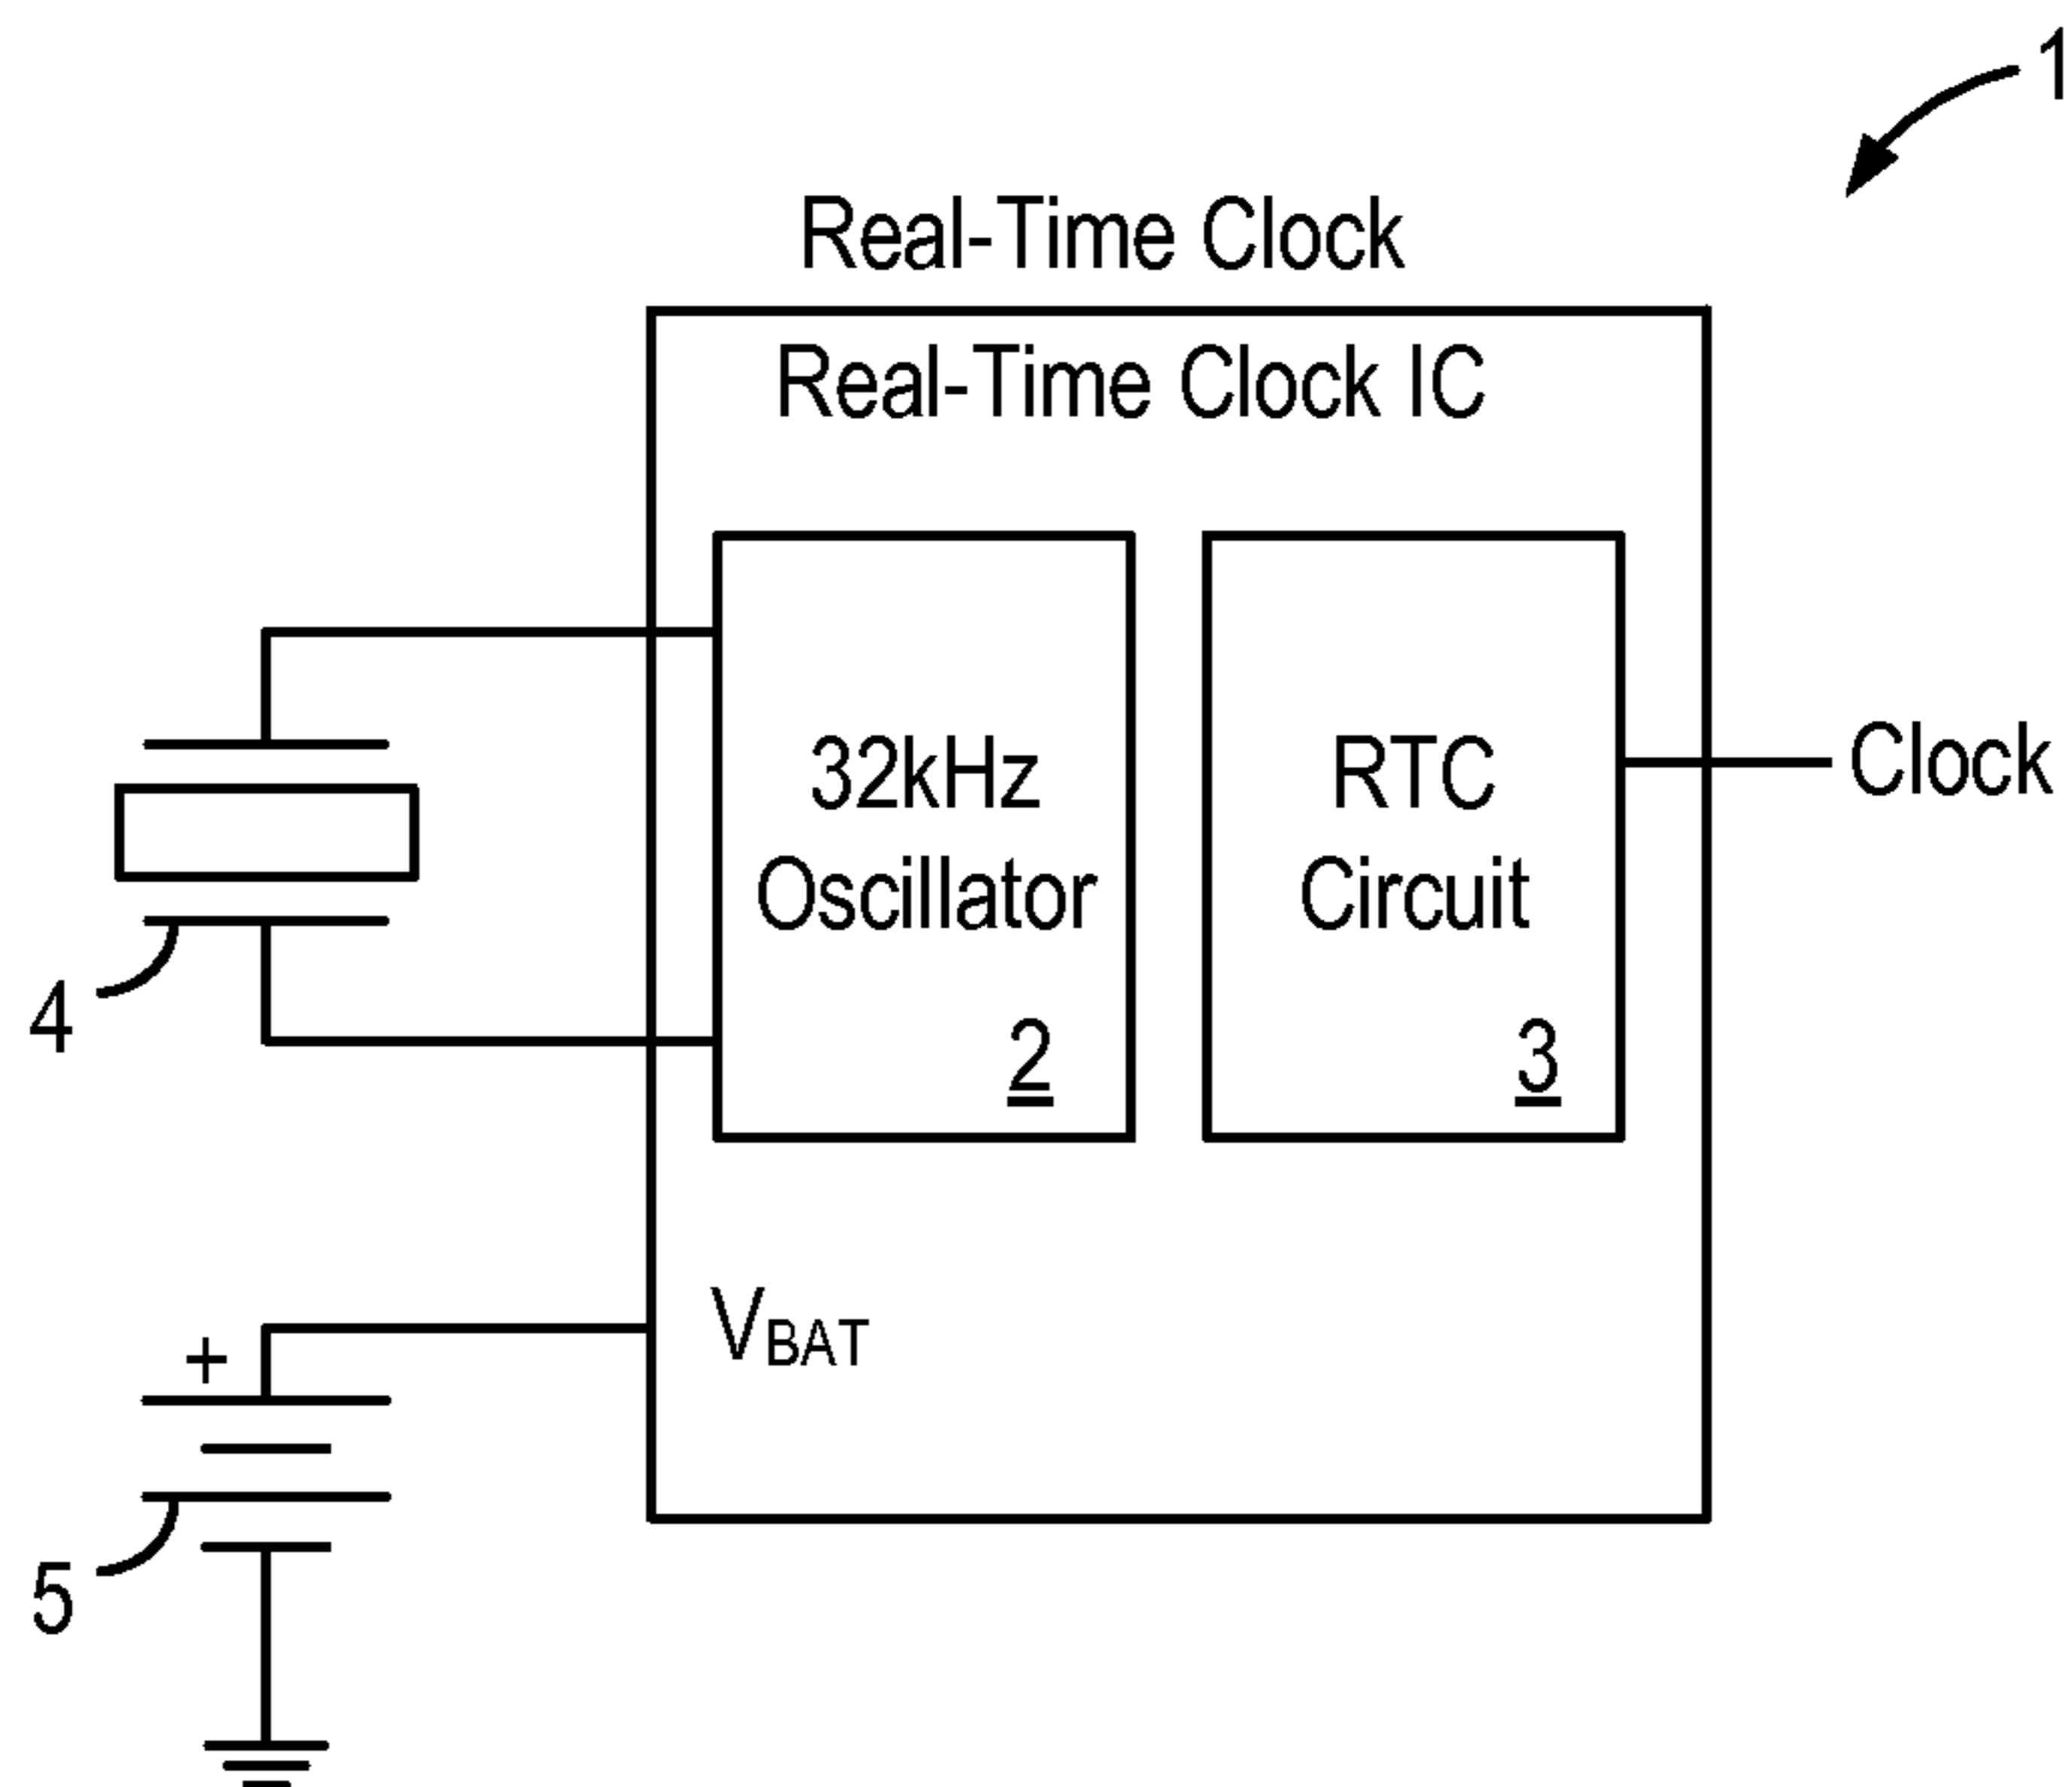 1
Real-Time Clock
Real-Time Clock IC
32kHz
Oscillator
2
RTC
Circuit
3
Clock
4
VBAT
+
5